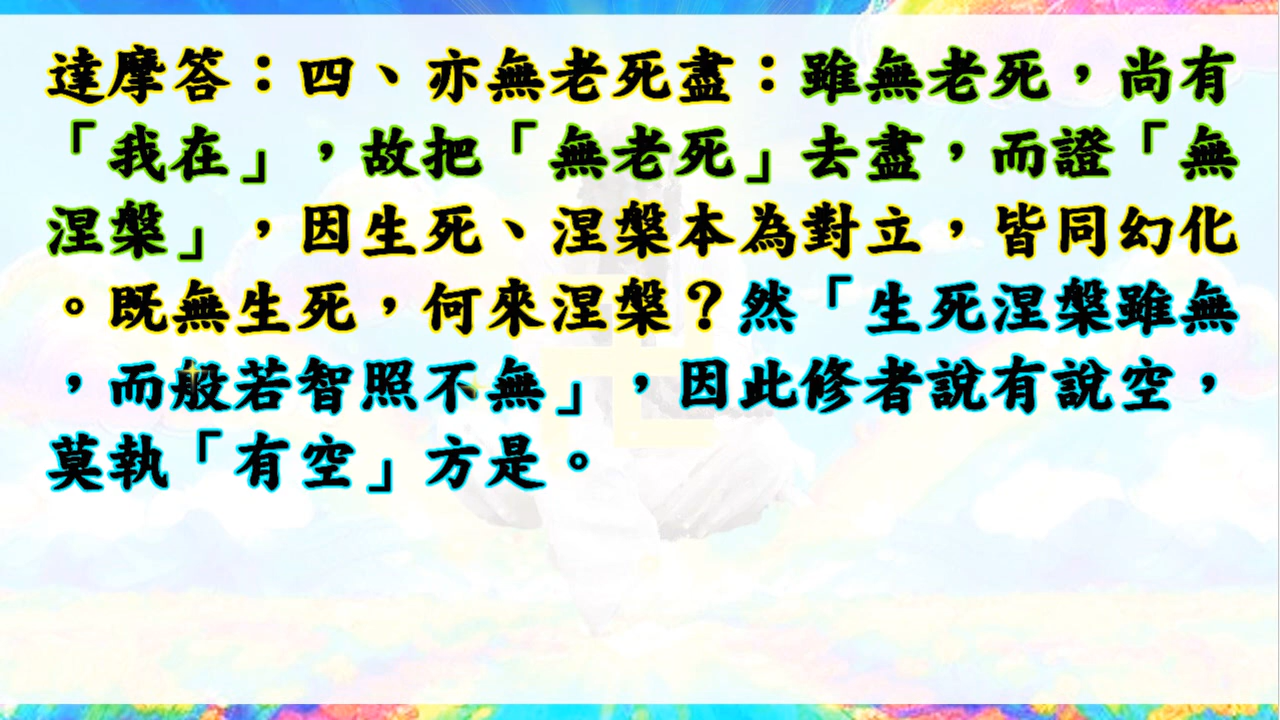 達摩答：四、亦無老死盡：雖無老死，尚有
「我在」，故把「無老死」去盡，而證「無
涅槃」，因生死、涅槃本為對立，皆同幻化
。既無生死，何來涅槃？然「生死涅槃雖無
，而般若智照不無」，因此修者說有說空，
莫執「有空」方是。